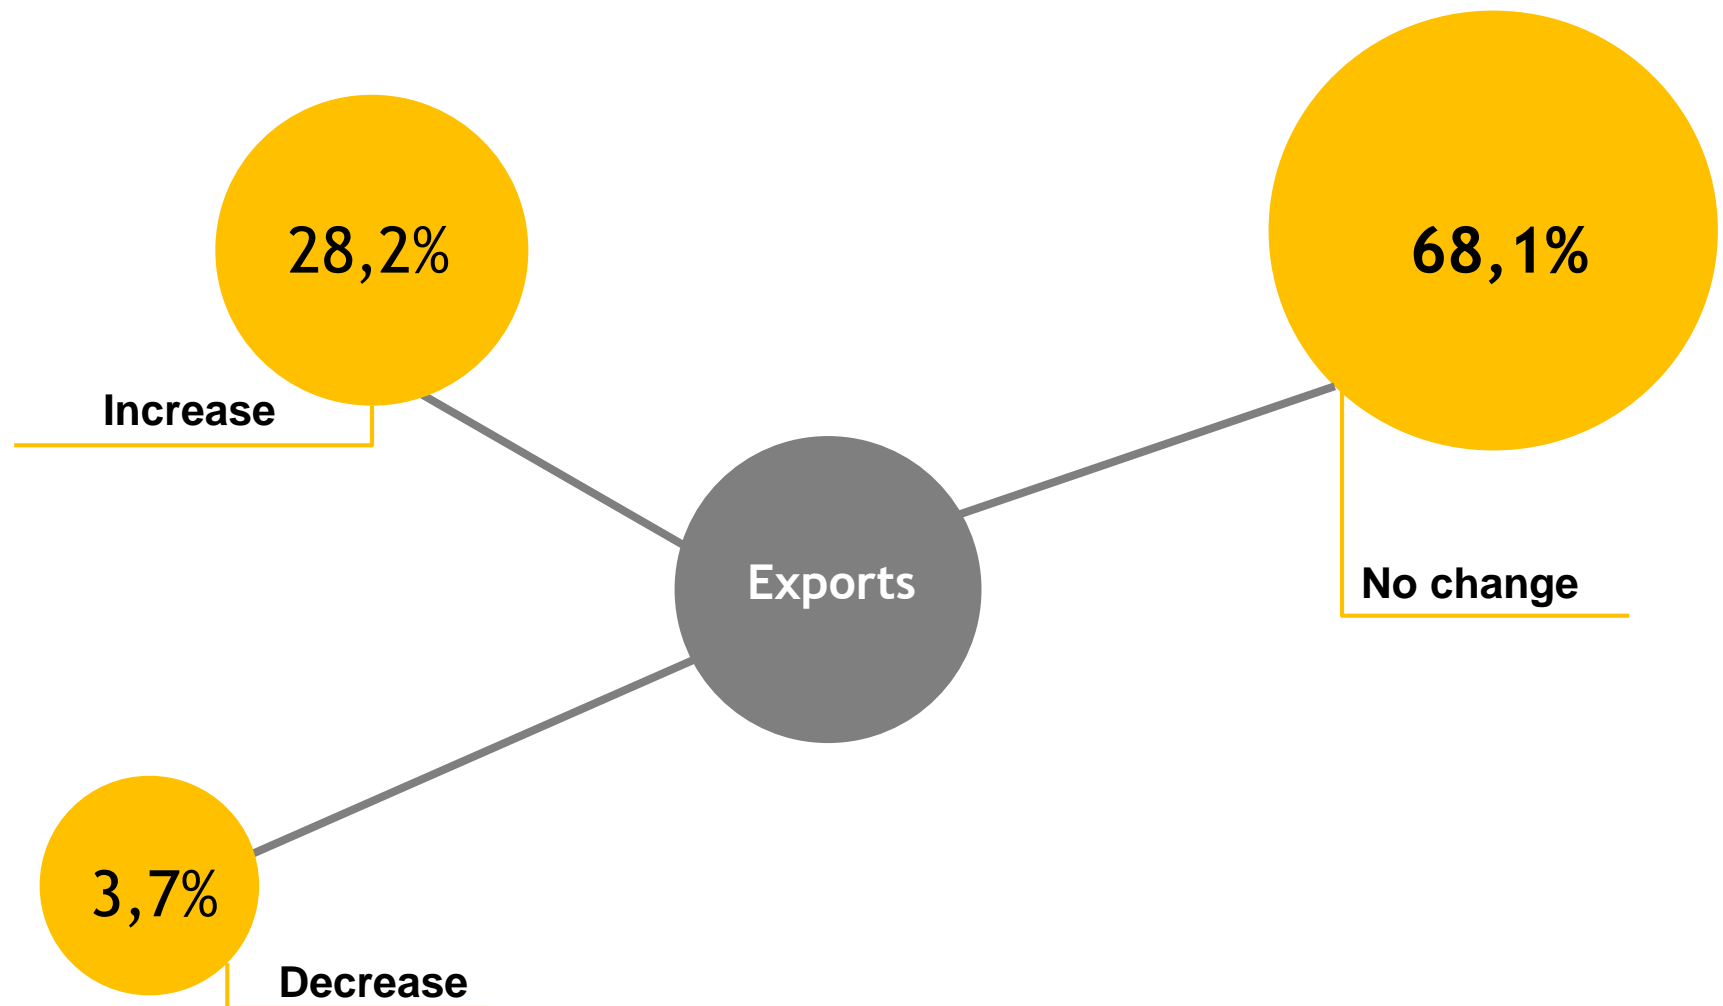 28,2%
Increase
68,1%
No change
Exports
3,7%
Decrease